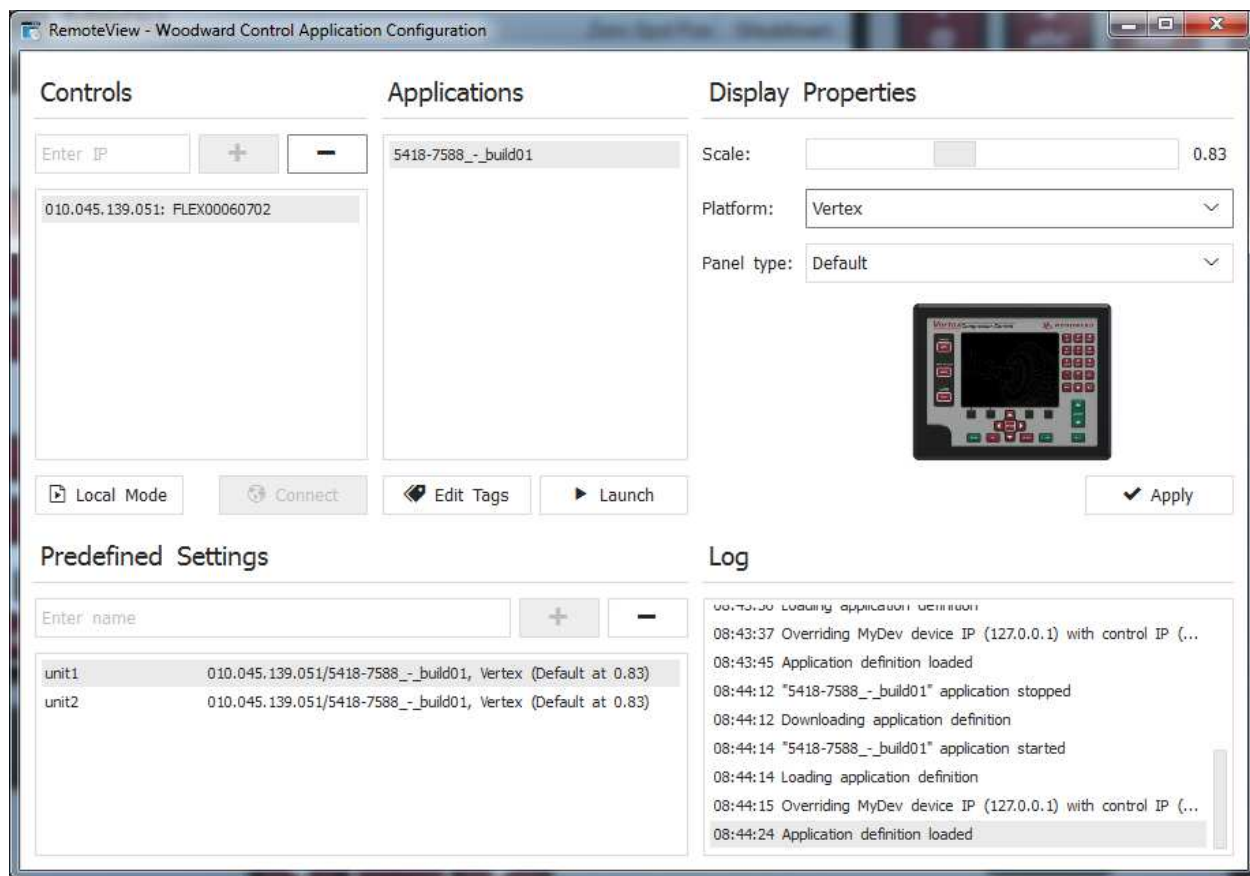 RemoteView - Woodward Control Application Configuration
Controls
Enter IP
010.045.139.051: FLEX00060702
Local Mode
Connect
Applications
5418-7588_-_build01
Edit Tags
Launch
Display Properties
Scale:
0.83
Platform:
Vertex
Panel type:
Default
Vertex
Apply
Predefined Settings
Enter name
unit1 010.045.139.051/5418-7588_-_build01, Vertex (Default at 0.83)
unit2 010.045.139.051/5418-7588_-_build01, Vertex (Default at 0.83)
Log
Loading application definition
08:43:37 Overriding MyDev device IP (127.0.0.1) with control IP (...
08:43:45 Application definition loaded
08:44:12 "5418-7588_-_build01" application stopped
08:44:12 Downloading application definition
08:44:14 "5418-7588_-_build01" application started
08:44:14 Loading application definition
08:44:15 Overriding MyDev device IP (127.0.0.1) with control IP (...
08:44:24 Application definition loaded